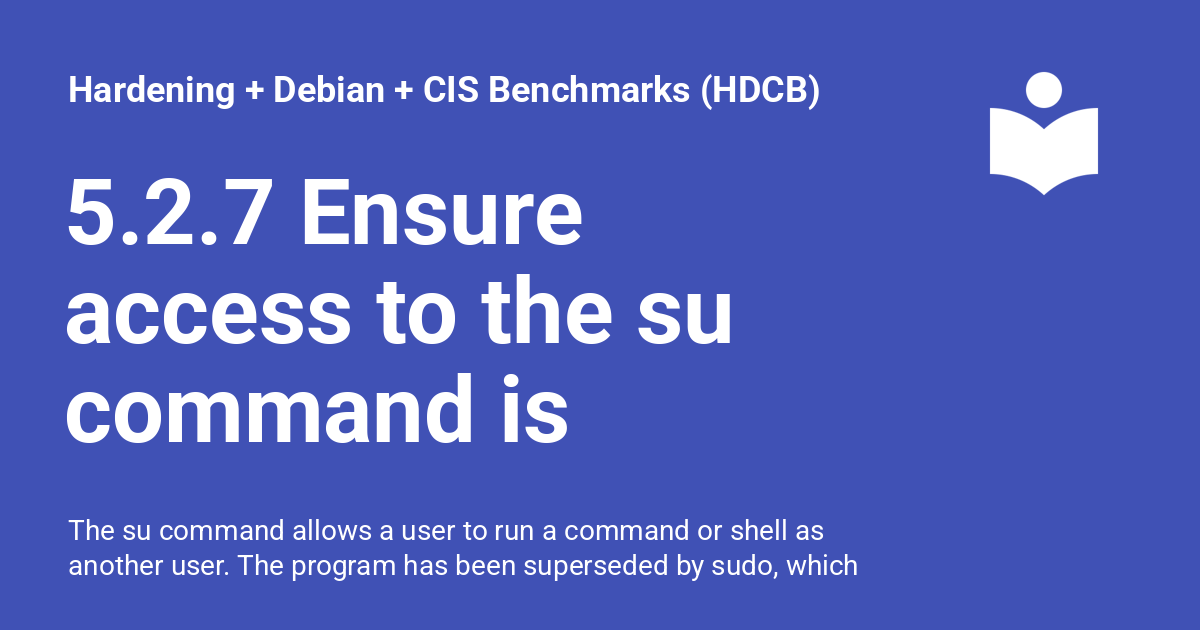 Hardening + Debian + CIS Benchmarks (HDCB)
5.2.7 Ensure
access to the su
command is
The su command allows a user to run a command or shell as
another user. The program has been superseded by sudo, which